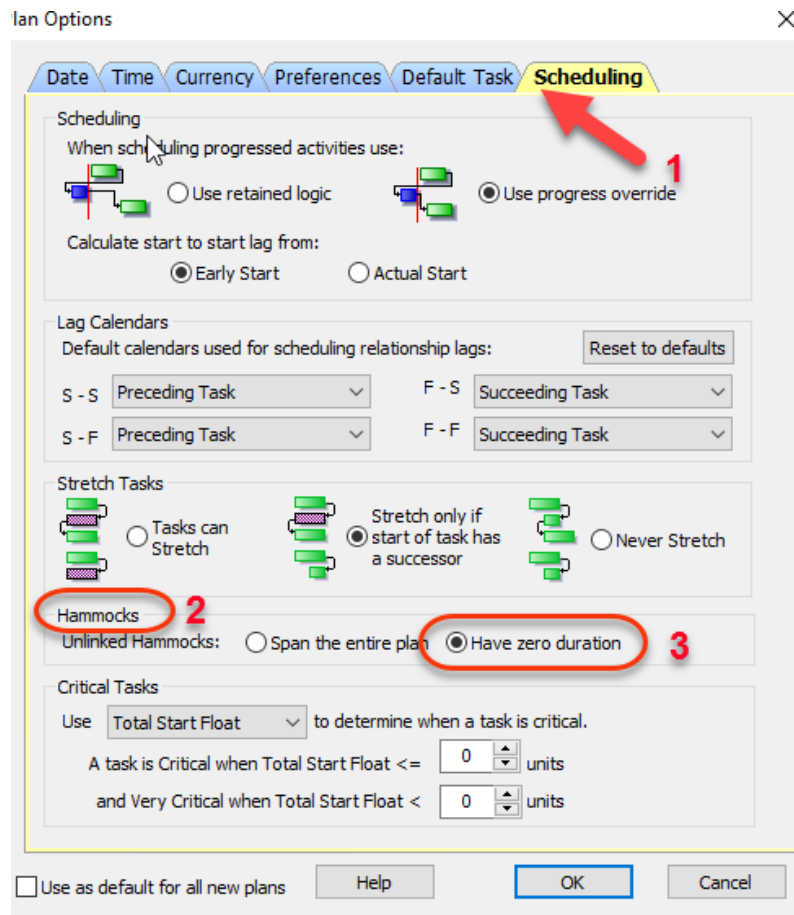 lan Options
Date Time Currency Preferences Default Task Scheduling
1
Scheduling
When scheduling progressed activities use:
Use retained logic Use progress override
Calculate start to start lag from:
Early Start Actual Start
Lag Calendars
Default calendars used for scheduling relationship lags: Reset to defaults
S - S Preceding Task F - S Succeeding Task
S - F Preceding Task F - F Succeeding Task
Stretch Tasks
Tasks can
Stretch
Stretch only if
start of task has
a successor
Never Stretch
Hammocks 2
Unlinked Hammocks: Span the entire plan Have zero duration 3
Critical Tasks
Use Total Start Float to determine when a task is critical.
A task is Critical when Total Start Float <= 0 units
and Very Critical when Total Start Float < 0 units
Use as default for all new plans Help OK Cancel